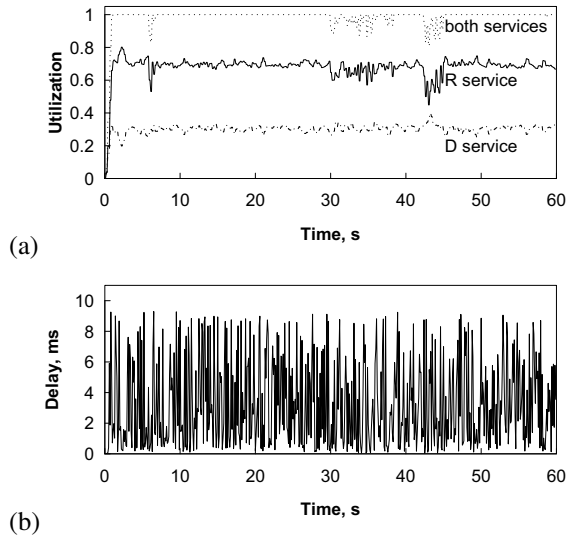 1
0.8
0.6
0.4
0.2
0
Utilization
both services
R service
D service
0 10 20 30 40 50 60
Time, s
(a)
10
8
6
4
2
0
Delay, ms
0 10 20 30 40 50 60
Time, s
(b)